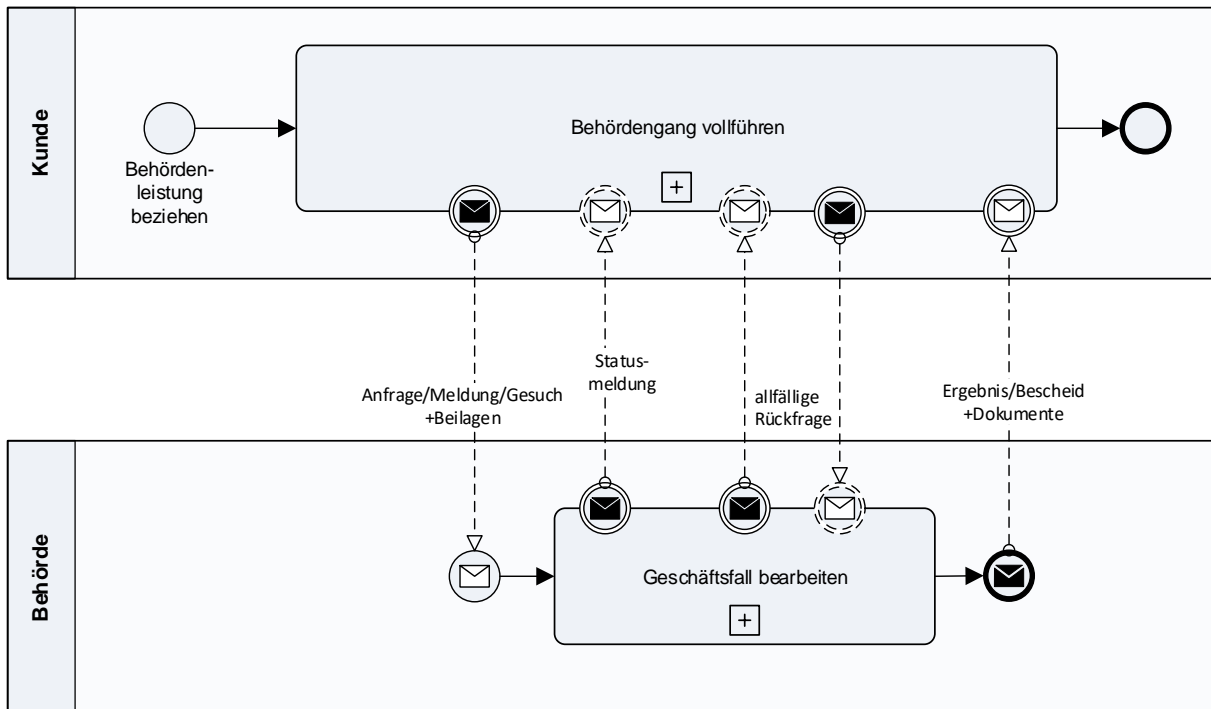 Kunde
Behördengang vollführen
Behörden-
leistung
beziehen
Status-
meldung
Anfrage/Meldung/Gesuch
+Beilagen
allfällige
Rückfrage
Ergebnis/Bescheid
+Dokumente
Behörde
Geschäftsfall bearbeiten